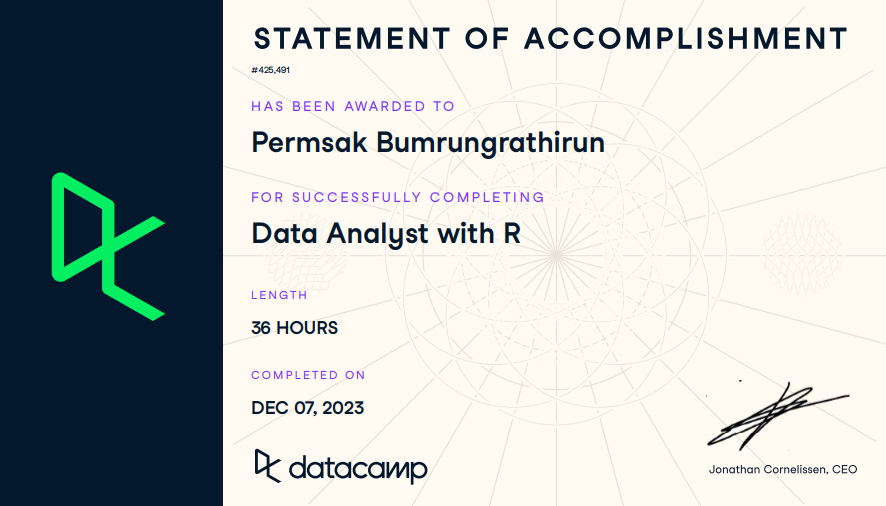 STATEMENT OF ACCOMPLISHMENT
#425,491
HAS BEEN AWARDED TO
Permsak Bumrungrathirun
FOR SUCCESSFULLY COMPLETING
Data Analyst with R
LENGTH
36 HOURS
COMPLETED ON
DEC 07, 2023
datacamp
Jonathan Cornelissen, CEO